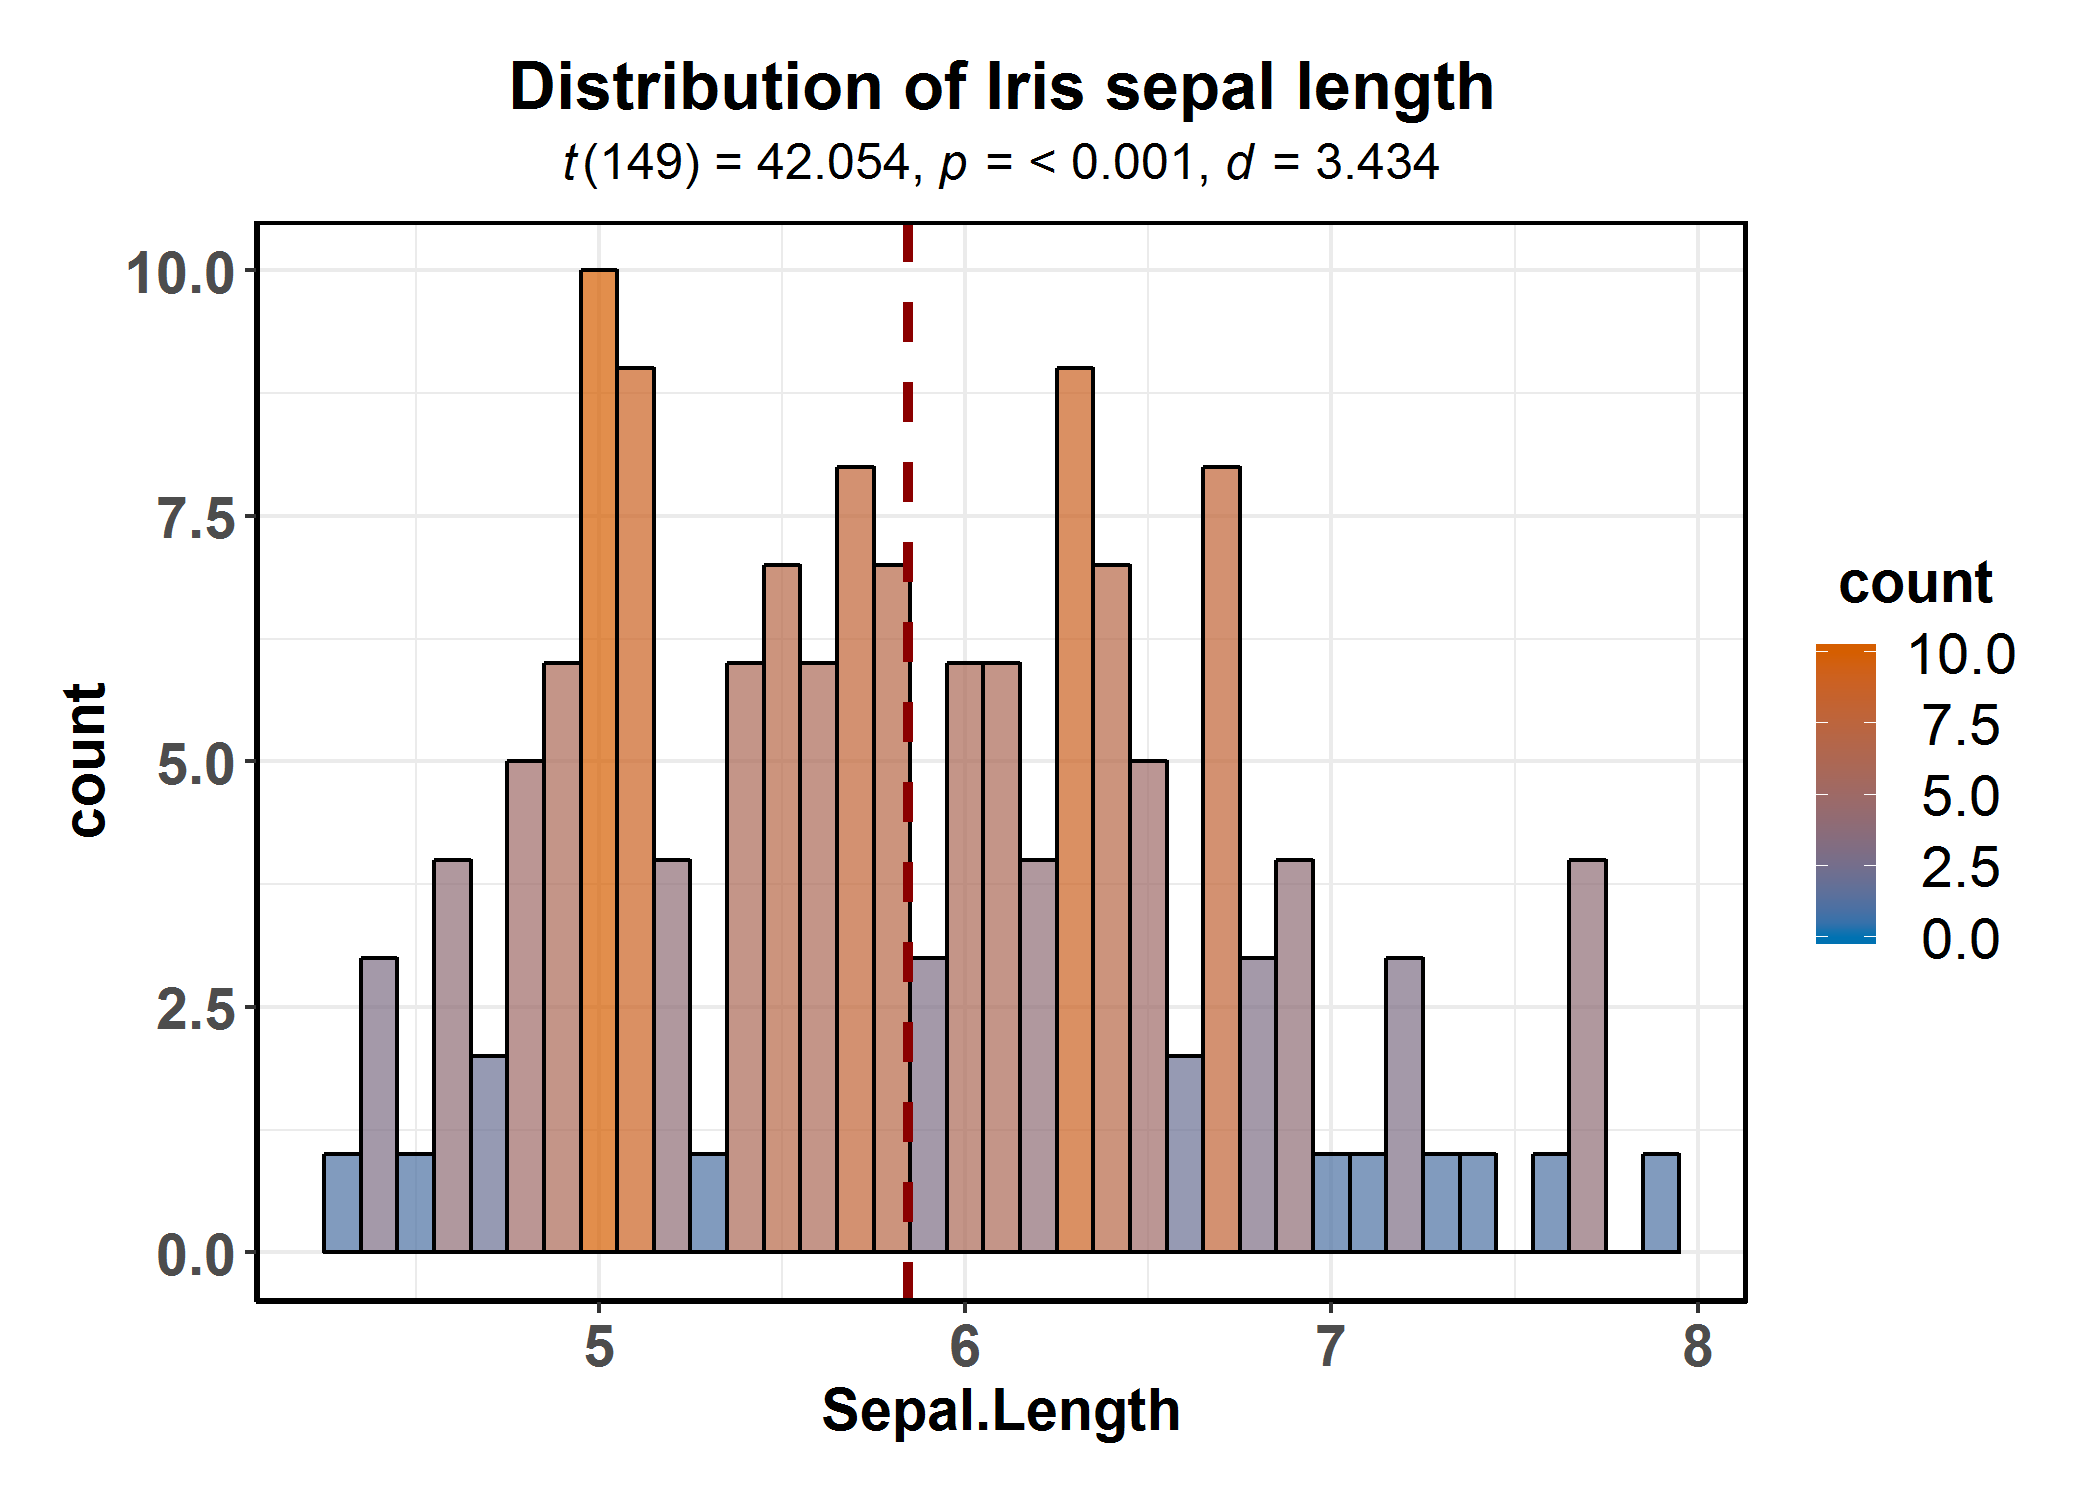 Distribution of Iris sepal length
t(149) = 42.054, p = < 0.001, d = 3.434
count
10.0
7.5
5.0
2.5
0.0
5 6 7 8
Sepal.Length
count
10.0
7.5
5.0
2.5
0.0